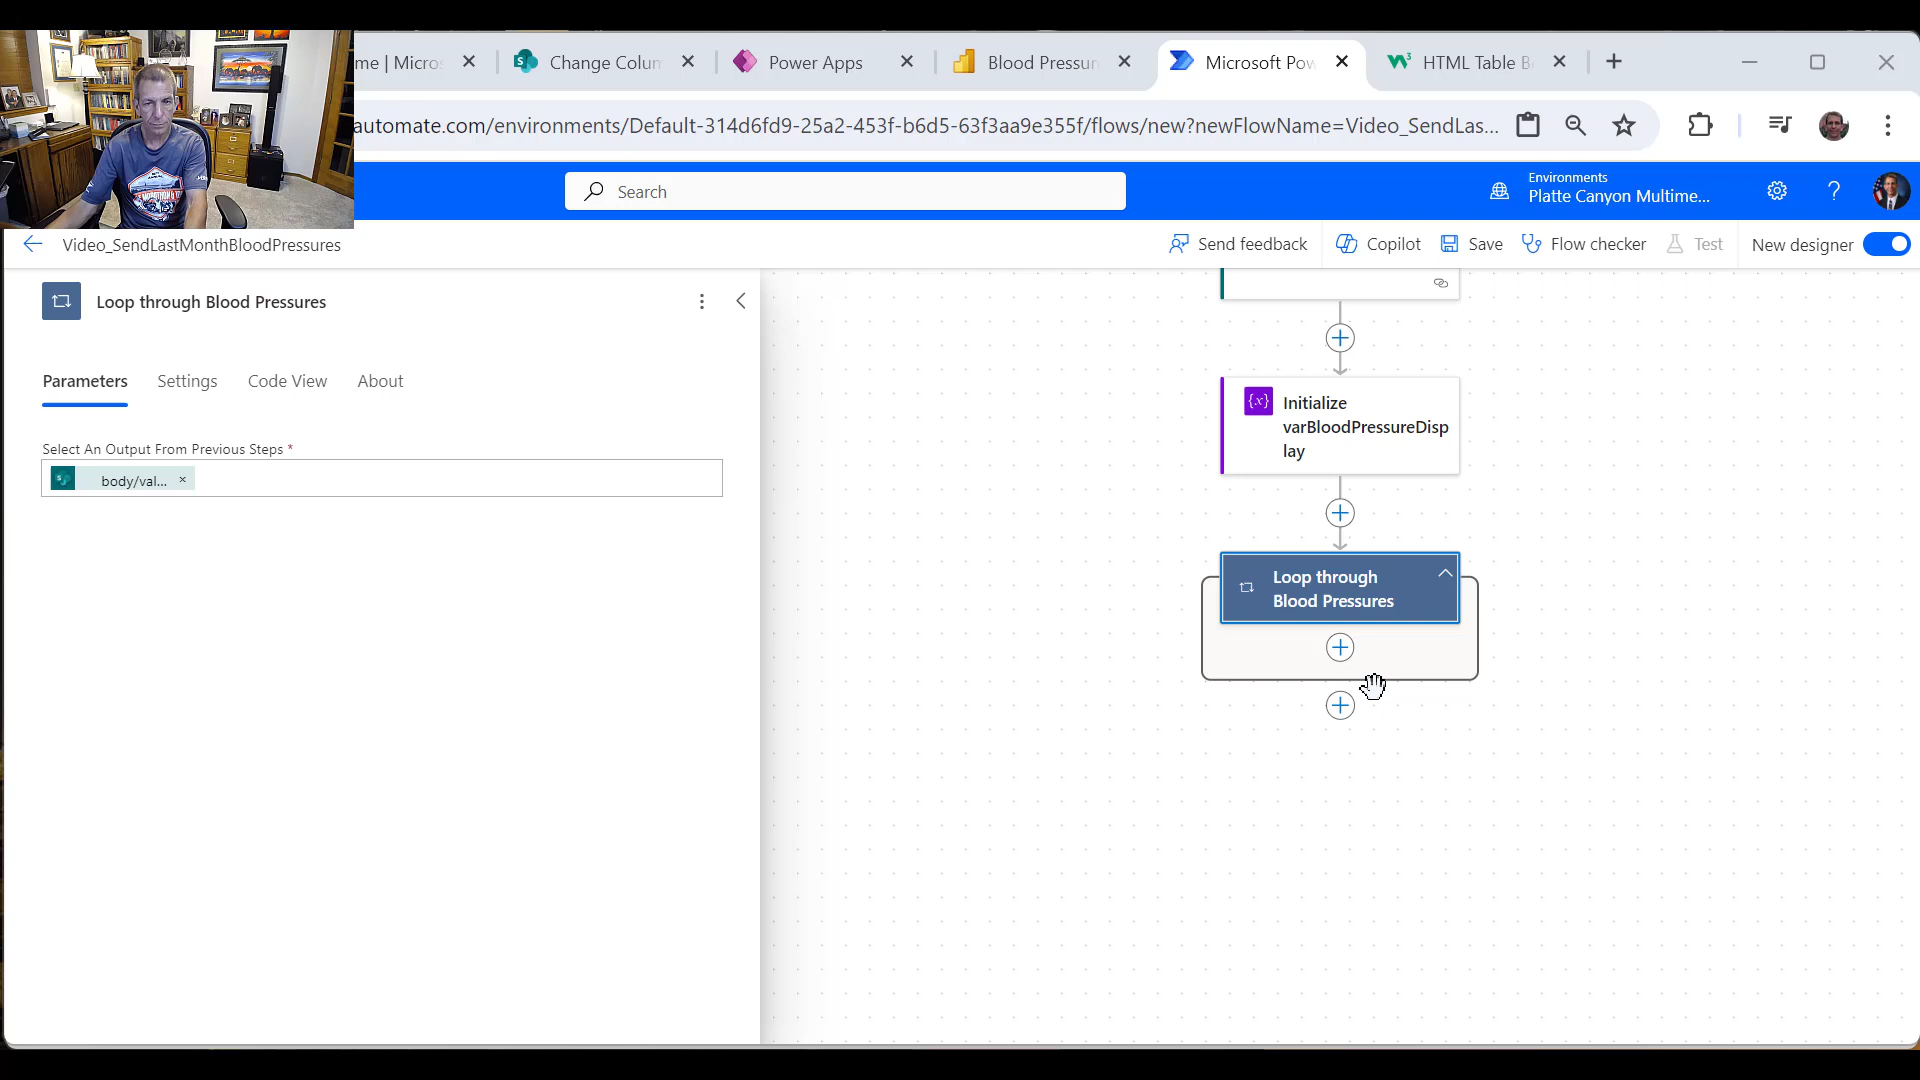 me | Micros
Change Colum
Power Apps
Blood Pressur
Microsoft Pow
HTML Table B
automate.com/environments/Default-314d6fd9-25a2-453f-b6d5-63f3aa9e355f/flows/new?newFlowName=Video_SendLas...
Search
Environments
Platte Canyon Multime...
Video_SendLastMonthBloodPressures
Send feedback
Copilot
Save
Flow checker
Test
New designer
Loop through Blood Pressures
Parameters
Settings
Code View
About
Select An Output From Previous Steps *
body/val... ×
{x}
Initialize
varBloodPressureDisp
lay
Loop through
Blood Pressures